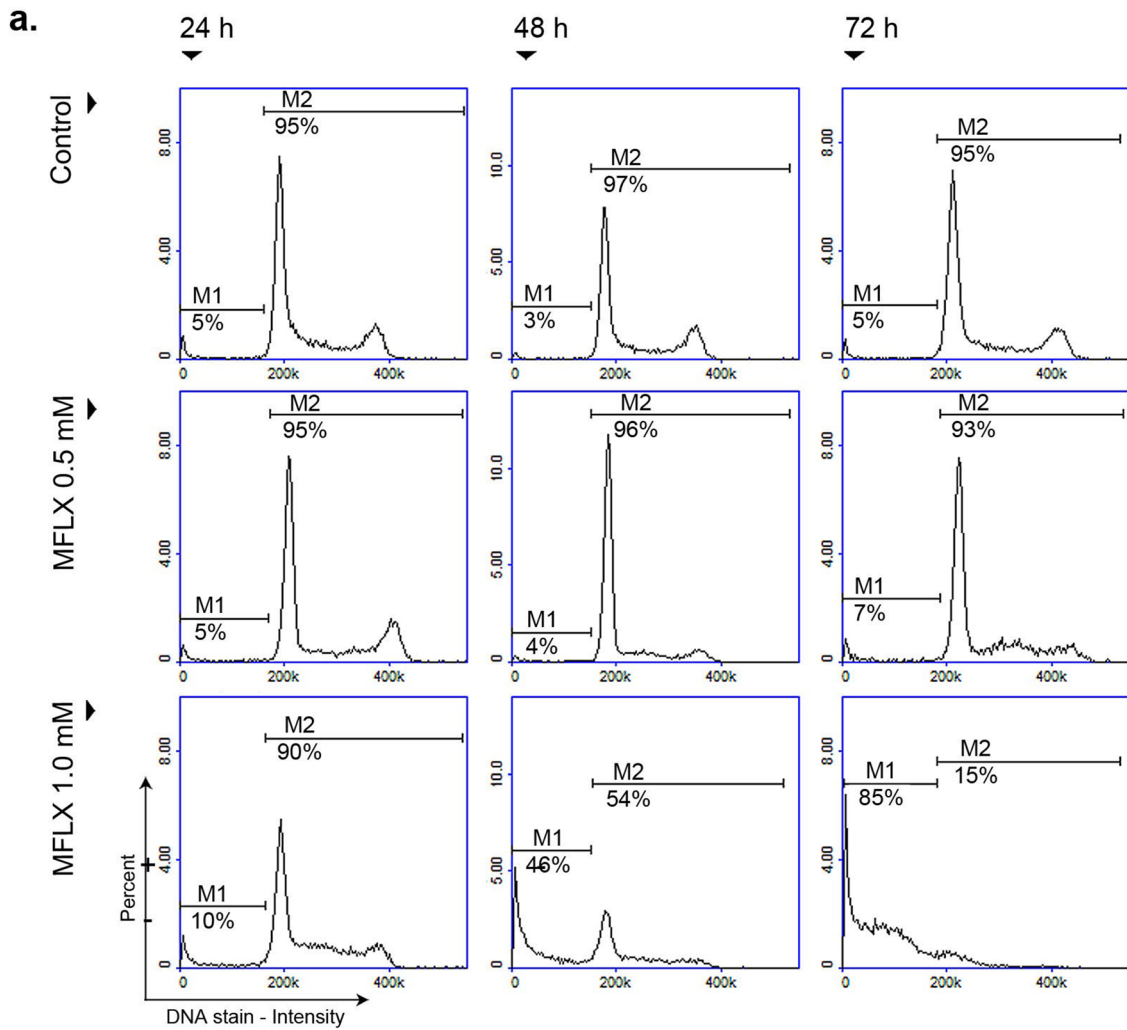 a.
24 h
48 h
72 h
Control
M2
95%
M1
5%
8.00
4.00
0
0
200k
400k
M2
97%
M1
3%
10.0
5.00
0
0
200k
400k
M2
95%
M1
5%
8.00
4.00
0
0
200k
400k
MFLX 0.5 mM
M2
95%
M1
5%
8.00
4.00
0
0
200k
400k
M2
96%
M1
4%
10.0
5.00
0
0
200k
400k
M2
93%
M1
7%
8.00
4.00
0
0
200k
400k
MFLX 1.0 mM
M2
90%
M1
10%
8.00
4.00
0
0
200k
400k
M2
54%
M1
46%
10.0
5.00
0
0
200k
400k
M1
85%
M2
15%
8.00
4.00
0
0
200k
400k
Percent
+
-
DNA stain - Intensity